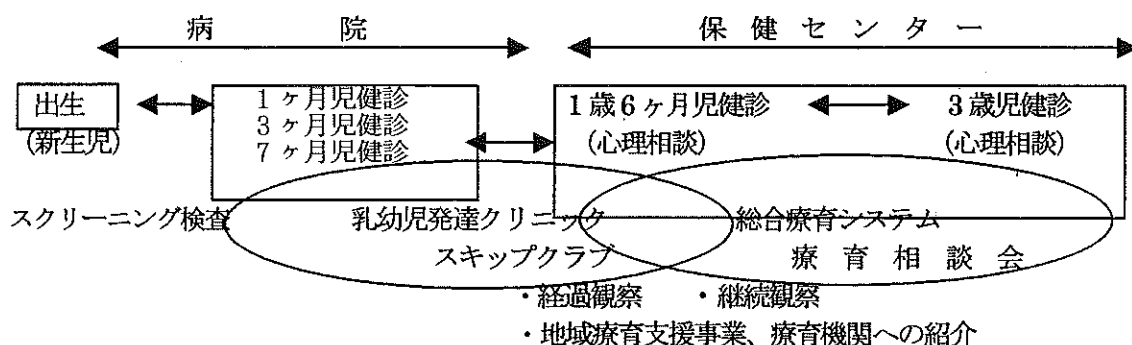 病 院 保健センター
出生 1ヶ月児健診 1歳6ヶ月児健診 3歳児健診
(新生児) 3ヶ月児健診 (心理相談) (心理相談)
7ヶ月児健診
スクリーニング検査 乳幼児発達クリニック 総合療育システム
スキップクラブ 療育相談会
・経過観察 ・継続観察
・地域療育支援事業、療育機関への紹介